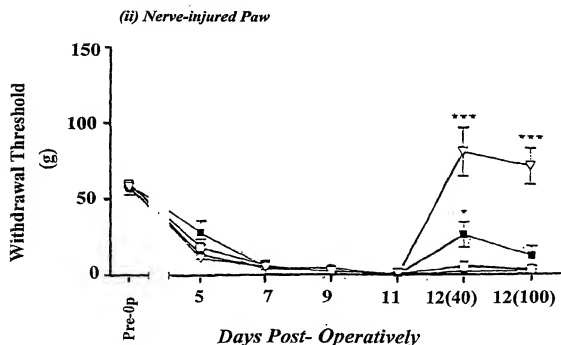 (ii) Nerve-injured Paw
Withdrawal Threshold
(g)
150
100
50
0
***
***
*
Pre-0p
5
7
9
11
12(40)
12(100)
Days Post- Operatively